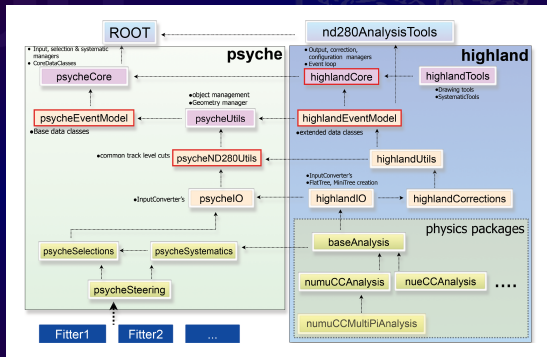 ROOT
nd280AnalysisTools
• Input, selection & systematic
managers
• CoreDataClasses
psyche
• Output, correction,
configuration managers
• Event loop
highland
psycheCore
highlandCore
highlandTools
• Drawing tools
• SystematicTools
• object management
• Geometry manager
psycheEventModel
psycheUtils
highlandEventModel
• Base data classes
• extended data classes
• common track level cuts
psycheND280Utils
highlandUtils
• InputConverter's
• FlatTree, MiniTree creation
• InputConverter's
psycheIO
highlandIO
highlandCorrections
physics packages
baseAnalysis
psycheSelections
psycheSystematics
numuCCAnalysis
nueCCAnalysis
....
psycheSteering
numuCCMultiPiAnalysis
Fitter1
Fitter2
...